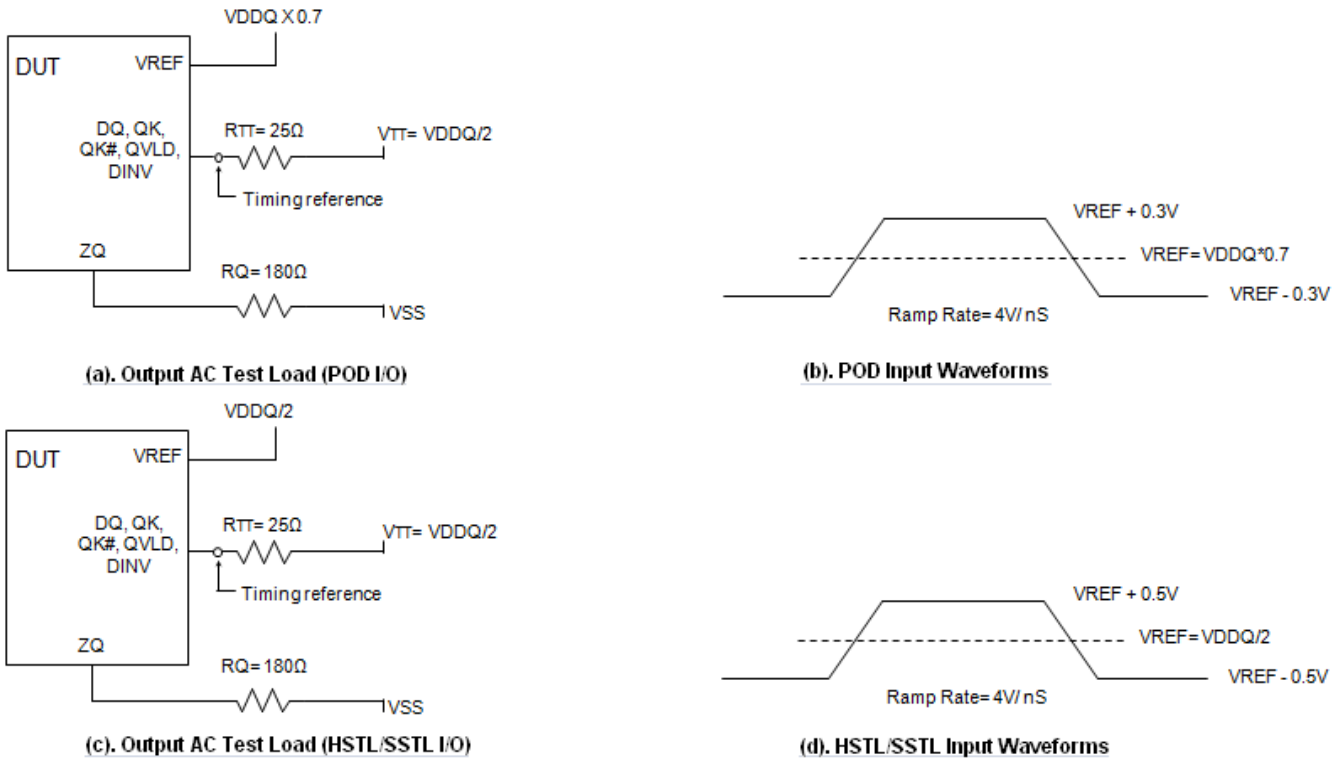 VDDQ X 0.7
DUT
VREF
DQ, QK,
QK#, QVLD,
DINV
RTT= 25Ω
VTT= VDDQ/2
Timing reference
ZQ
RQ= 180Ω
VSS
(a). Output AC Test Load (POD I/O)
VREF + 0.3V
VREF= VDDQ*0.7
VREF - 0.3V
Ramp Rate= 4V/ nS
(b). POD Input Waveforms
VDDQ/2
DUT
VREF
DQ, QK,
QK#, QVLD,
DINV
RTT= 25Ω
VTT= VDDQ/2
Timing reference
ZQ
RQ= 180Ω
VSS
(c). Output AC Test Load (HSTL/SSTL I/O)
VREF + 0.5V
VREF= VDDQ/2
VREF - 0.5V
Ramp Rate= 4V/ nS
(d). HSTL/SSTL Input Waveforms